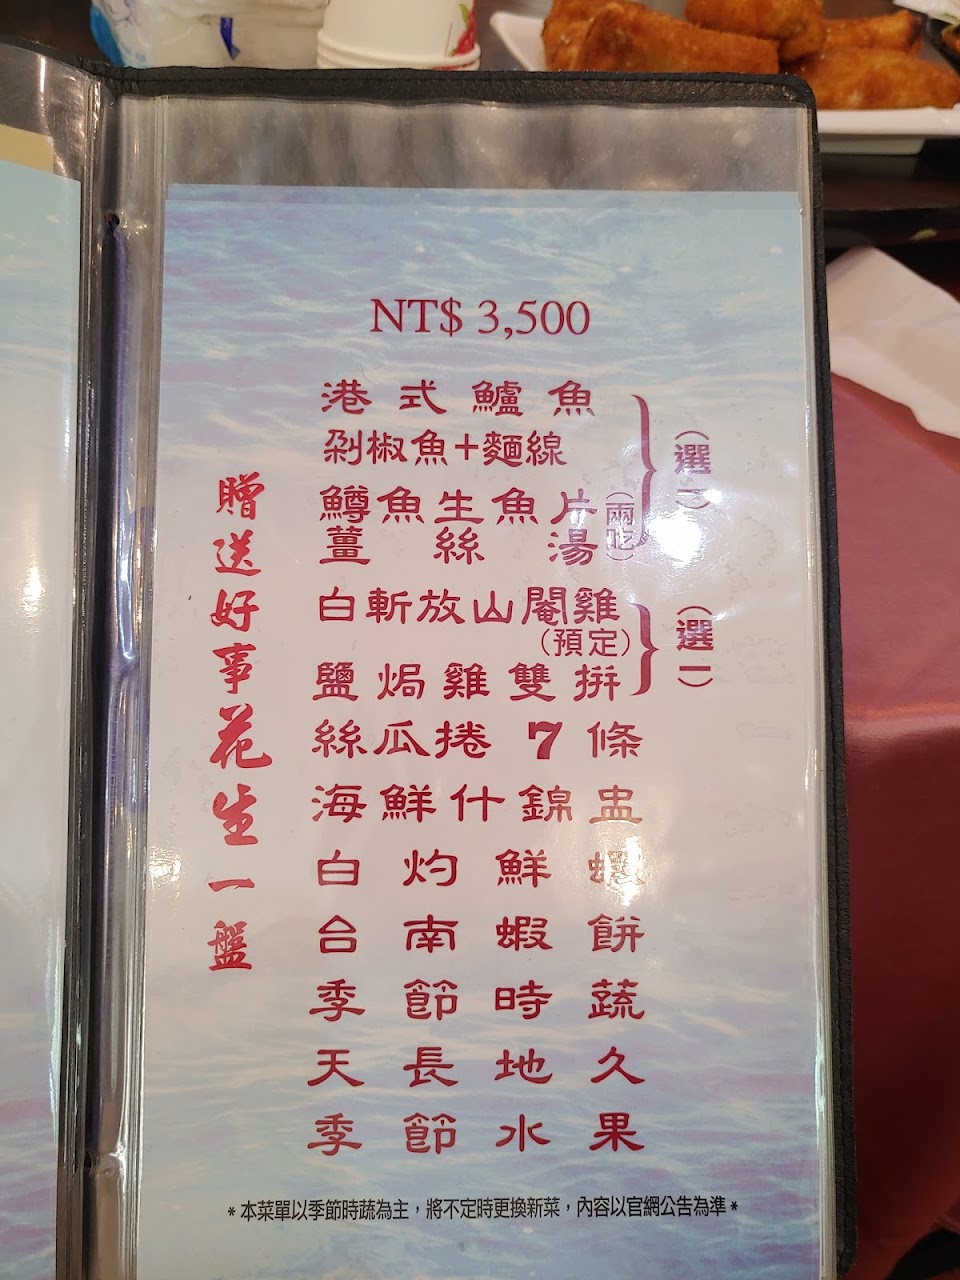 NT$ 3,500
港式鱸魚
剁椒魚+麵線
鱒魚生魚片
薑絲湯
(兩吃)
(選一)
白斬放山閹雞
(預定)
鹽焗雞雙拼
(選一)
絲瓜捲 7 條
海鮮什錦盅
白灼鮮蝦
台南蝦餅
季節時蔬
天長地久
季節水果
贈送好事花生一盤
*本菜單以季節時蔬為主,將不定時更換新菜,內容以官網公告為準*